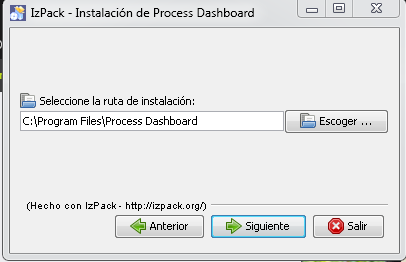 IzPack - Instalación de Process Dashboard
Seleccione la ruta de instalación:
C:\Program Files\Process Dashboard
Escoger ...
(Hecho con IzPack - http://izpack.org/)
Anterior
Siguiente
Salir